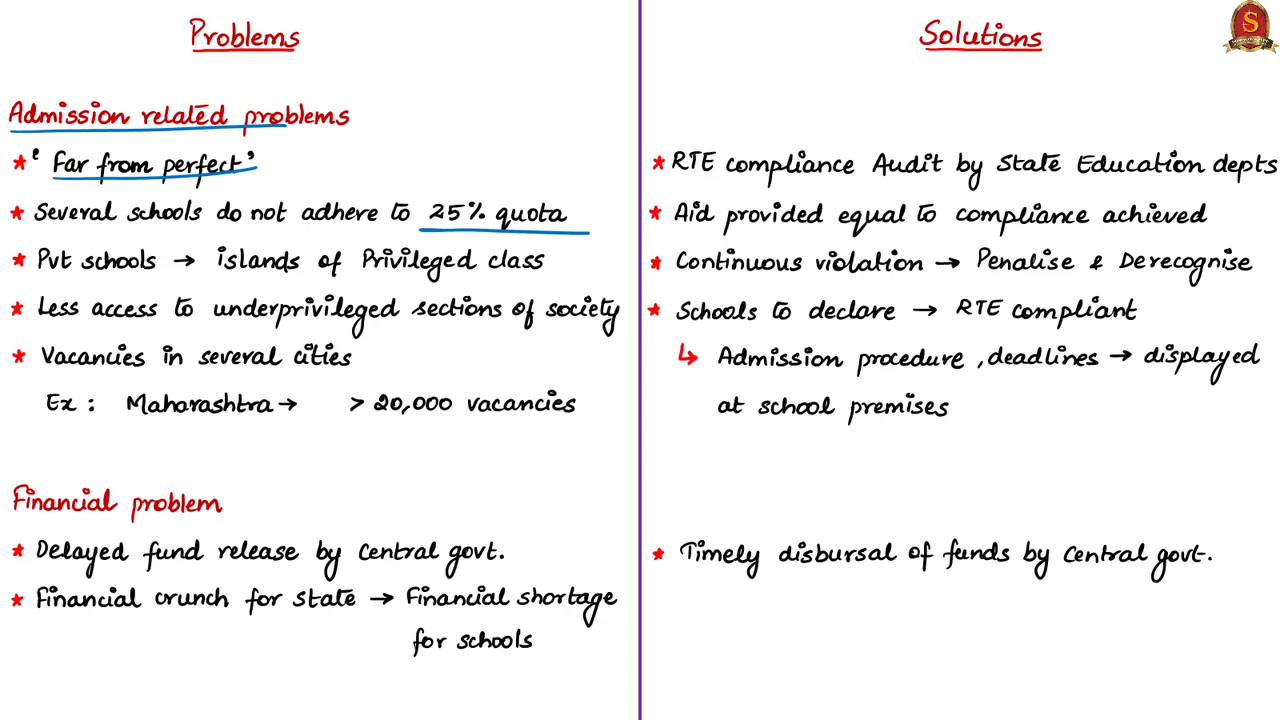 Problems
Admission related problems
* 'Far from perfect'
* Several schools do not adhere to 25% quota
* Pvt schools → islands of Privileged class
* Less access to underprivileged sections of society
* Vacancies in several cities
Ex : Maharashtra → > 20,000 vacancies
Financial problem
* Delayed fund release by Central govt.
* Financial crunch for state → Financial shortage
for schools
Solutions
* RTE compliance Audit by State Education depts
* Aid provided equal to compliance achieved
* Continuous violation → Penalise & Derecognise
* Schools to declare → RTE compliant
↳ Admission procedure, deadlines → displayed
at school premises
* Timely disbursal of funds by Central govt.
S